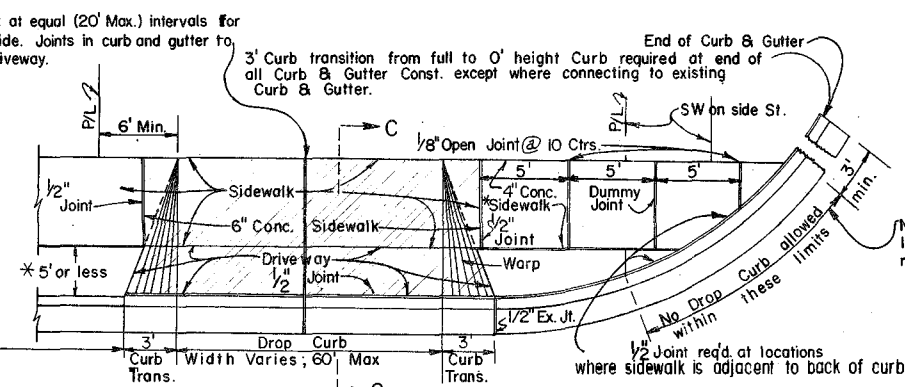 at equal (20' Max.) intervals for
ide. Joints in curb and gutter to
iveway.
3' Curb transition from full to O' height Curb required at end of
all Curb & Gutter Const. except where connecting to existing
Curb & Gutter.
End of Curb & Gutter
P/L
6' Min.
C
P/L
SW on side St.
1/8" Open Joint @ 10 Ctrs.
5'
5'
5'
3'
min.
1/2"
Joint
Sidewalk
6" Conc. Sidewalk
4" Conc.
*Sidewalk
1/2"
Joint
Dummy
Joint
* 5' or less
Driveway
1/2" Joint
Warp
No Drop Curb allowed
within these limits
1/2" Ex. Jt.
3'
Curb
Trans.
Drop Curb
Width Varies; 60' Max
3'
Curb
Trans.
1/2" Joint req'd. at locations
where sidewalk is adjacent to back of curb